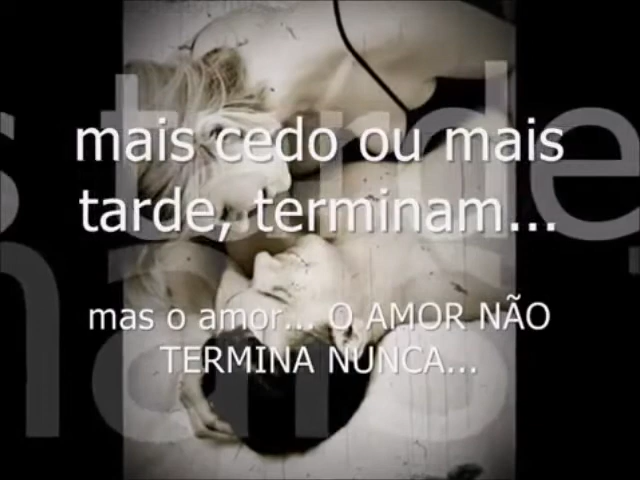 mais cedo ou mais
tarde, terminam...
mas o amor... O AMOR NÃO
TERMINA NUNCA...